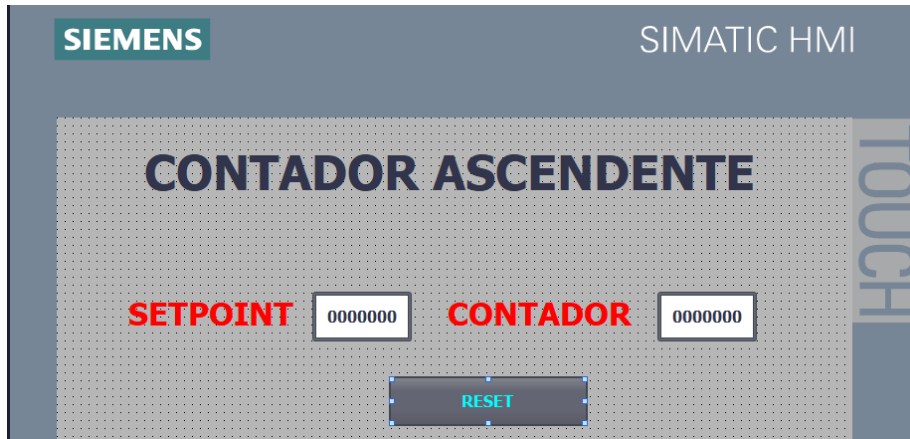 SIEMENS
SIMATIC HMI
TOUCH
CONTADOR ASCENDENTE
SETPOINT 0000000 CONTADOR 0000000
RESET